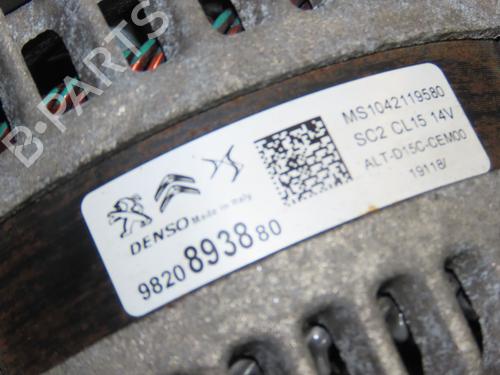 B-PARTS
MS1042119580
SC2 CL15 14V
ALT-D15C-CEM00
19118/
DENSO Made in Italy
9820893880